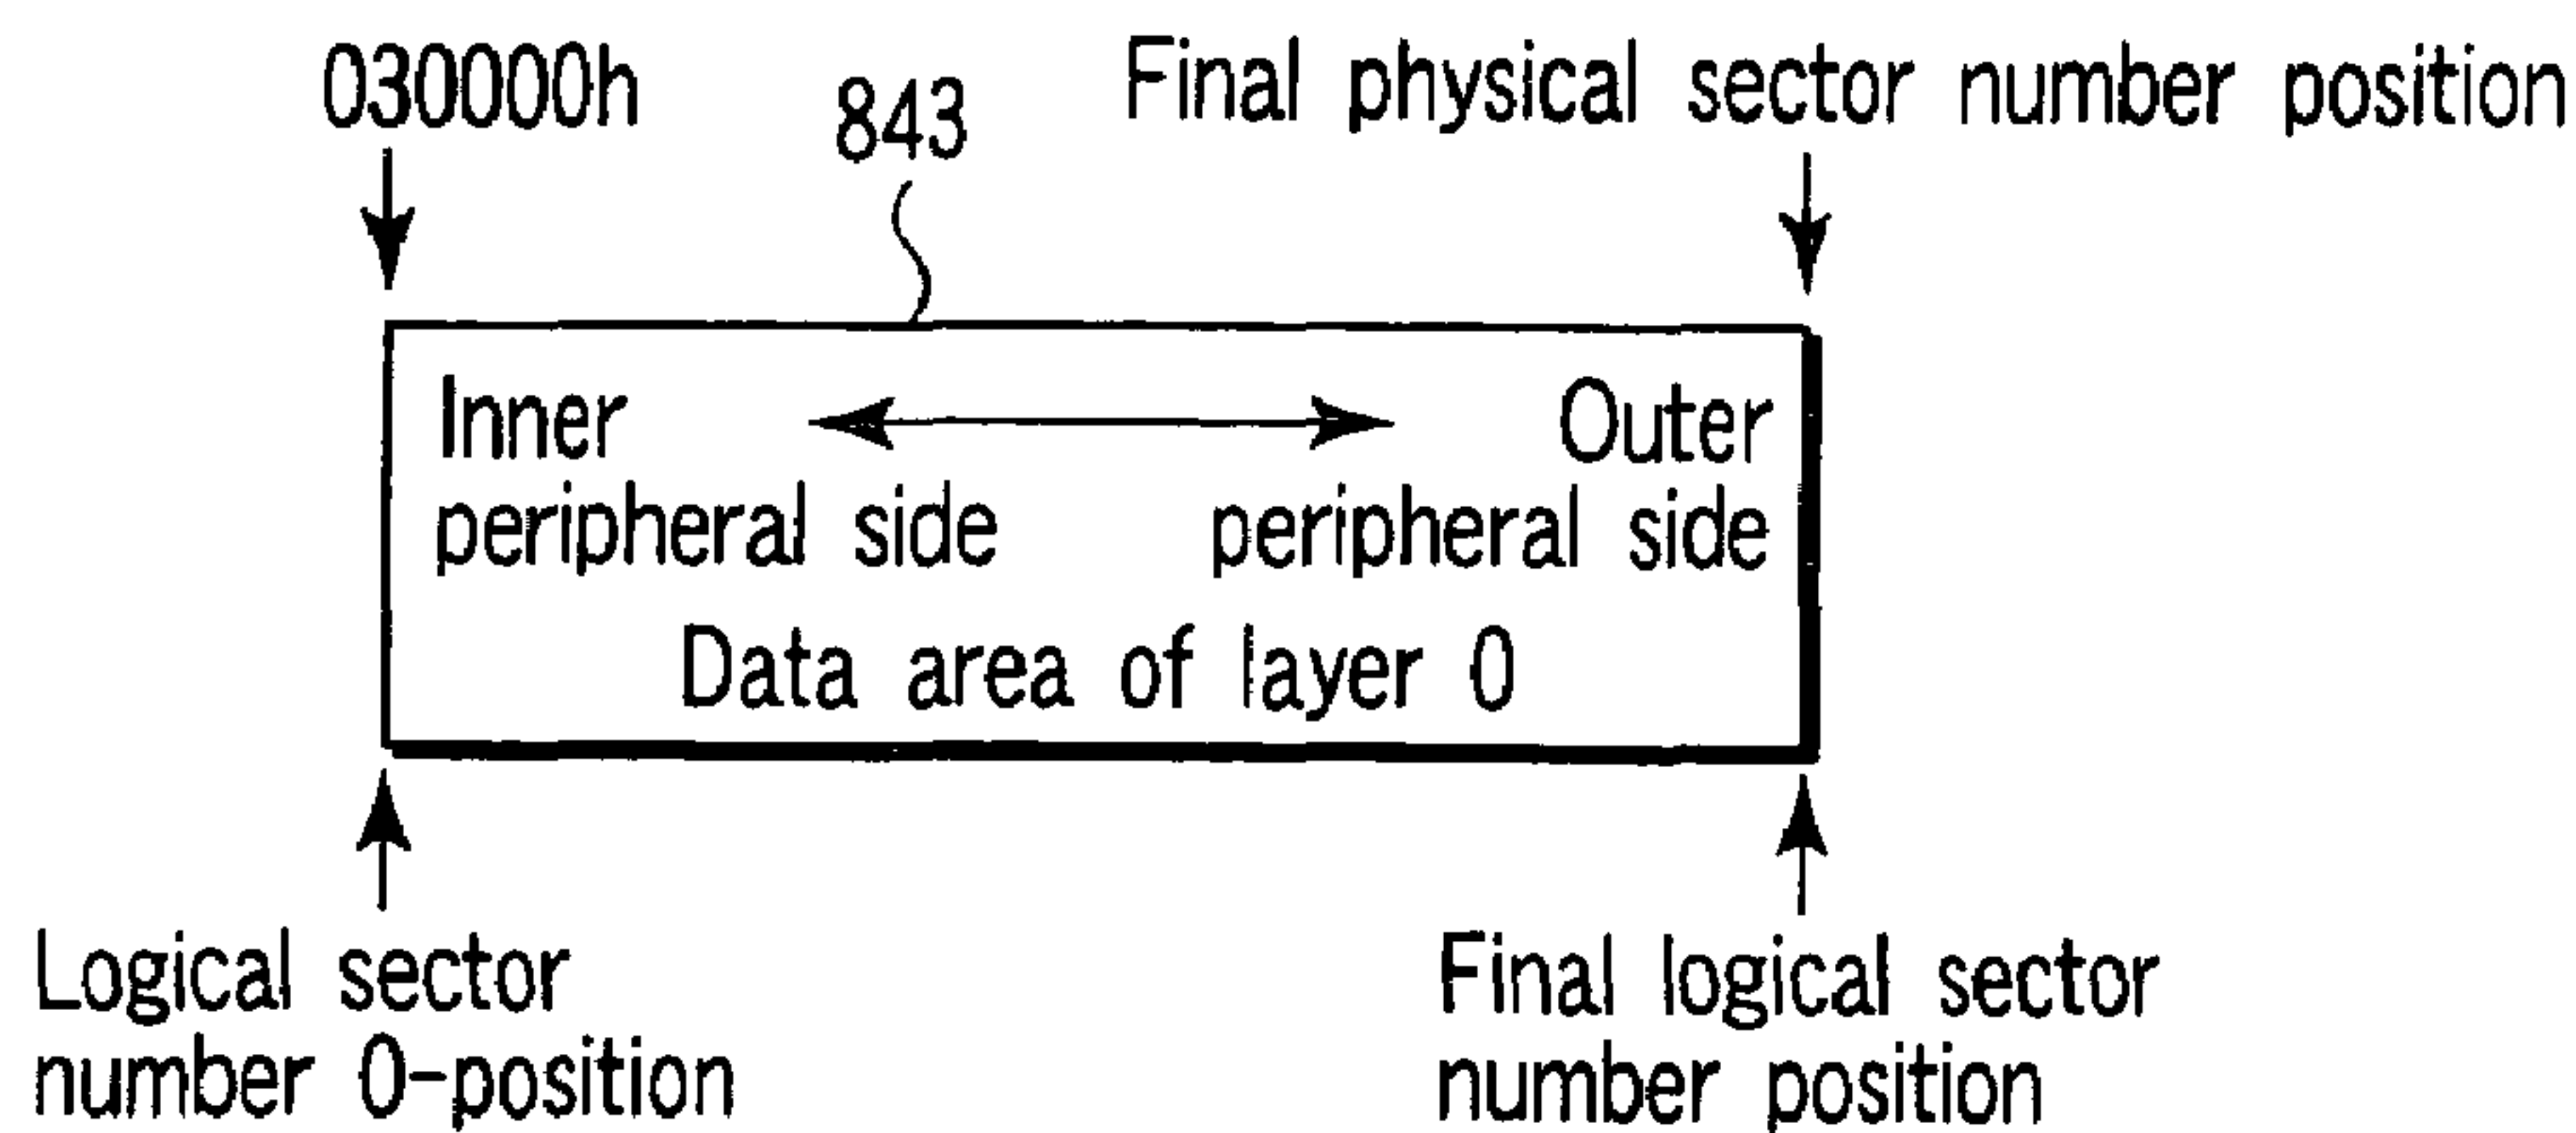 030000h
843
Final physical sector number position
Inner
peripheral side
Outer
peripheral side
Data area of layer 0
Logical sector
number 0-position
Final logical sector
number position